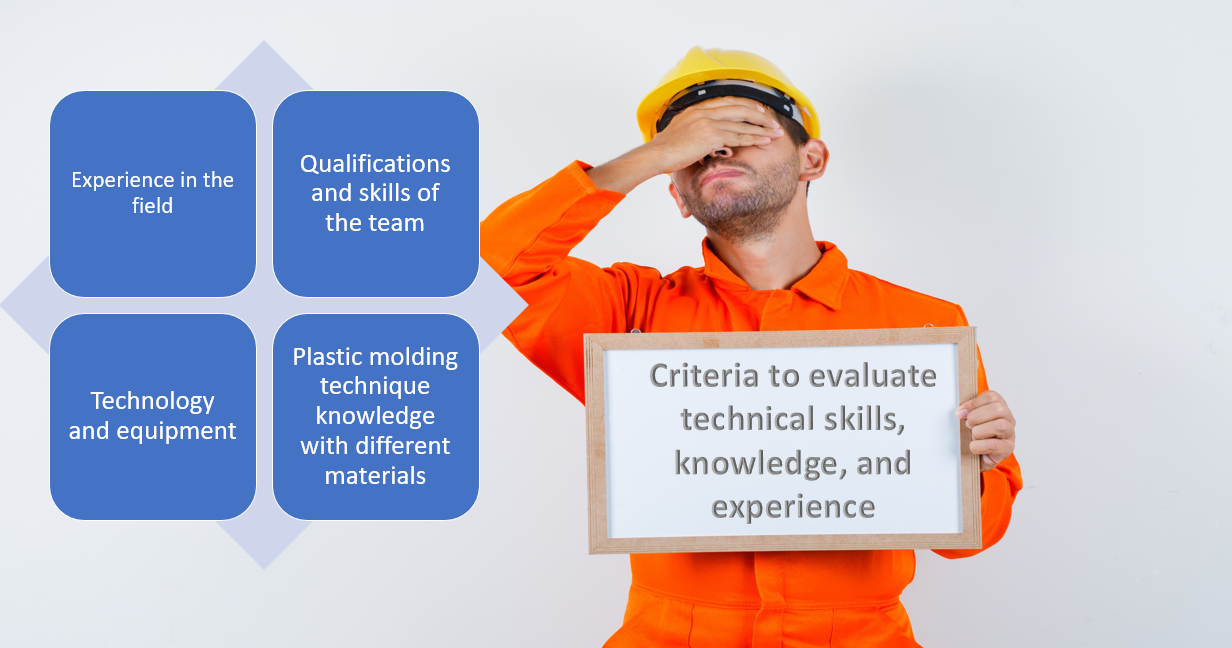 Experience in the
field
Qualifications
and skills of
the team
Technology
and equipment
Plastic molding
technique
knowledge
with different
materials
Criteria to evaluate
technical skills,
knowledge, and
experience